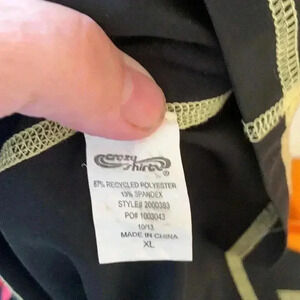 crazy
shirts®
87% RECYCLED POLYESTER
13% SPANDEX
STYLE# 2000383
PO# 1003043
10/13
MADE IN CHINA
XL